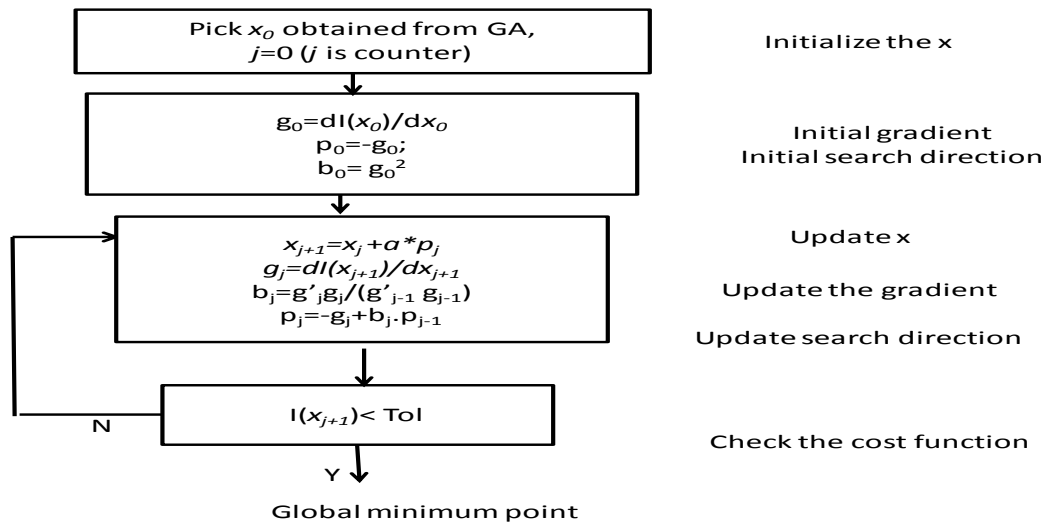 Pick x₀ obtained from GA,
j=0 (j is counter)
Initialize the x
g₀=dI(x₀)/dx₀
p₀=-g₀;
b₀= g₀²
Initial gradient
Initial search direction
xⱼ₊₁=xⱼ+a*pⱼ
gⱼ=dI(xⱼ₊₁)/dxⱼ₊₁
bⱼ=g'ⱼgⱼ/(g'ⱼ₋₁ gⱼ₋₁)
pⱼ=-gⱼ+bⱼ.pⱼ₋₁
Update x
Update the gradient
Update search direction
I(xⱼ₊₁)< Tol
N
Check the cost function
Y
Global minimum point